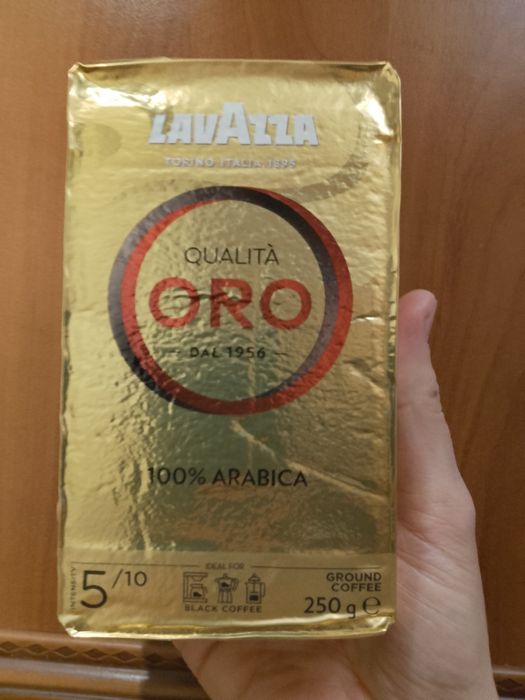 LAVAZZA
TORINO ITALIA 1895
QUALITÀ
ORO
DAL 1956
100% ARABICA
INTENSITY
5/10
IDEAL FOR
BLACK COFFEE
GROUND
COFFEE
250 g ℮